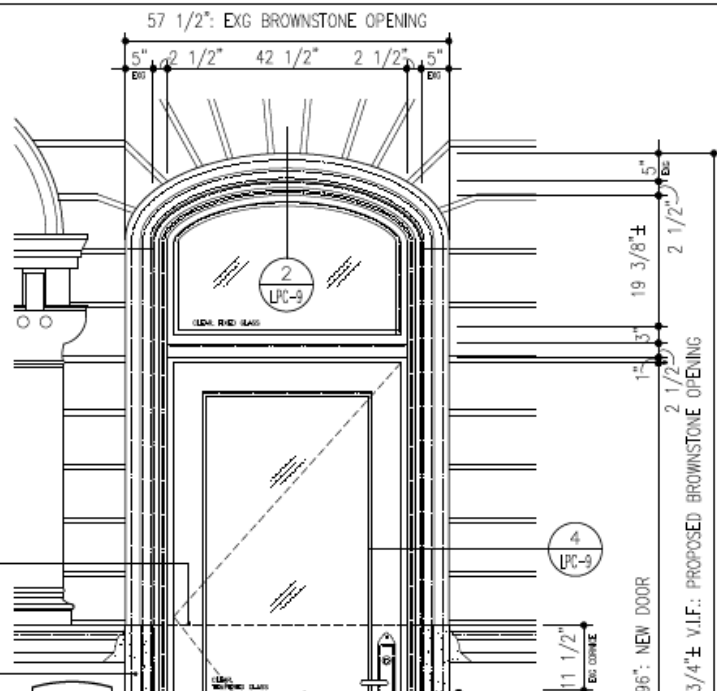 57 1/2": EXG BROWNSTONE OPENING
5" 2 1/2" 42 1/2" 2 1/2" 5"
EXG EXG
5"
EXG
2 1/2"
19 3/8"±
2
LPC-9
CLEAR FIXED GLASS
3"
1"
2 1/2"
4
LPC-9
3/4"± V.I.F.: PROPOSED BROWNSTONE OPENING
96": NEW DOOR
11 1/2"
EXG CORNICE
CLEAR
GLASS